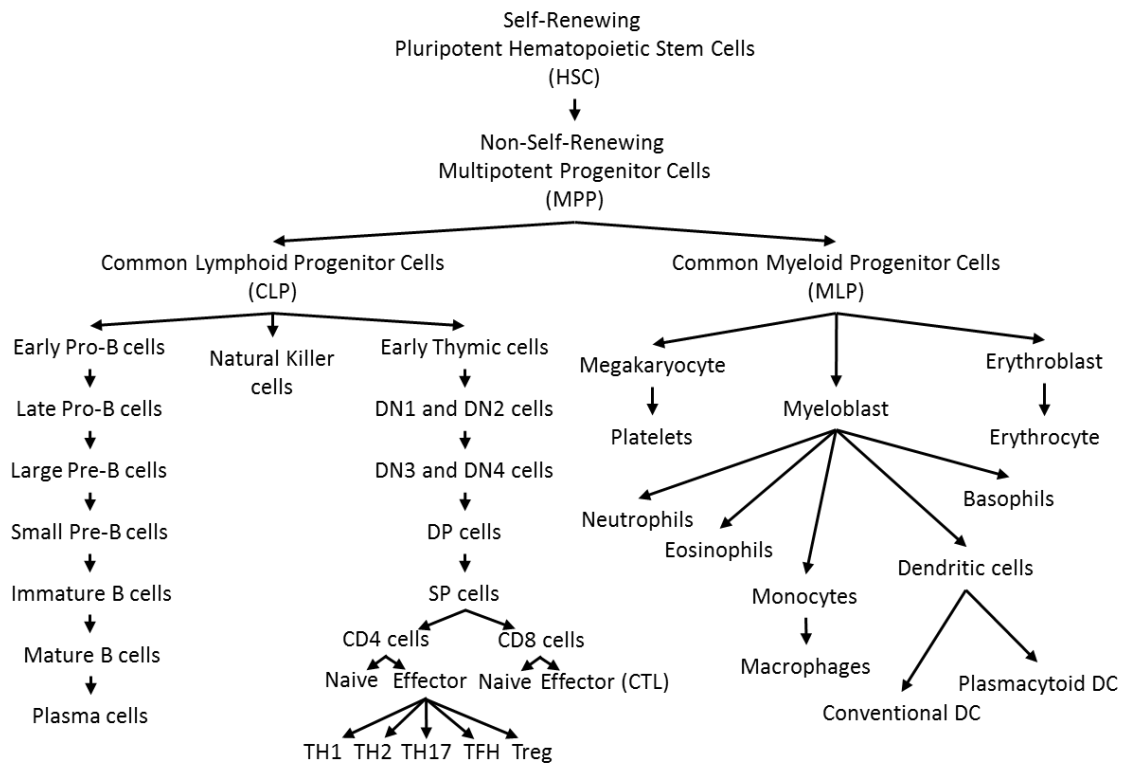 Self-Renewing
Pluripotent Hematopoietic Stem Cells
(HSC)
Non-Self-Renewing
Multipotent Progenitor Cells
(MPP)
Common Lymphoid Progenitor Cells
(CLP)
Common Myeloid Progenitor Cells
(MLP)
Early Pro-B cells
Late Pro-B cells
Large Pre-B cells
Small Pre-B cells
Immature B cells
Mature B cells
Plasma cells
Natural Killer
cells
Early Thymic cells
DN1 and DN2 cells
DN3 and DN4 cells
DP cells
SP cells
CD4 cells
CD8 cells
Naive
Effector
Naive
Effector (CTL)
TH1
TH2
TH17
TFH
Treg
Megakaryocyte
Platelets
Myeloblast
Erythroblast
Erythrocyte
Neutrophils
Eosinophils
Monocytes
Macrophages
Dendritic cells
Basophils
Conventional DC
Plasmacytoid DC